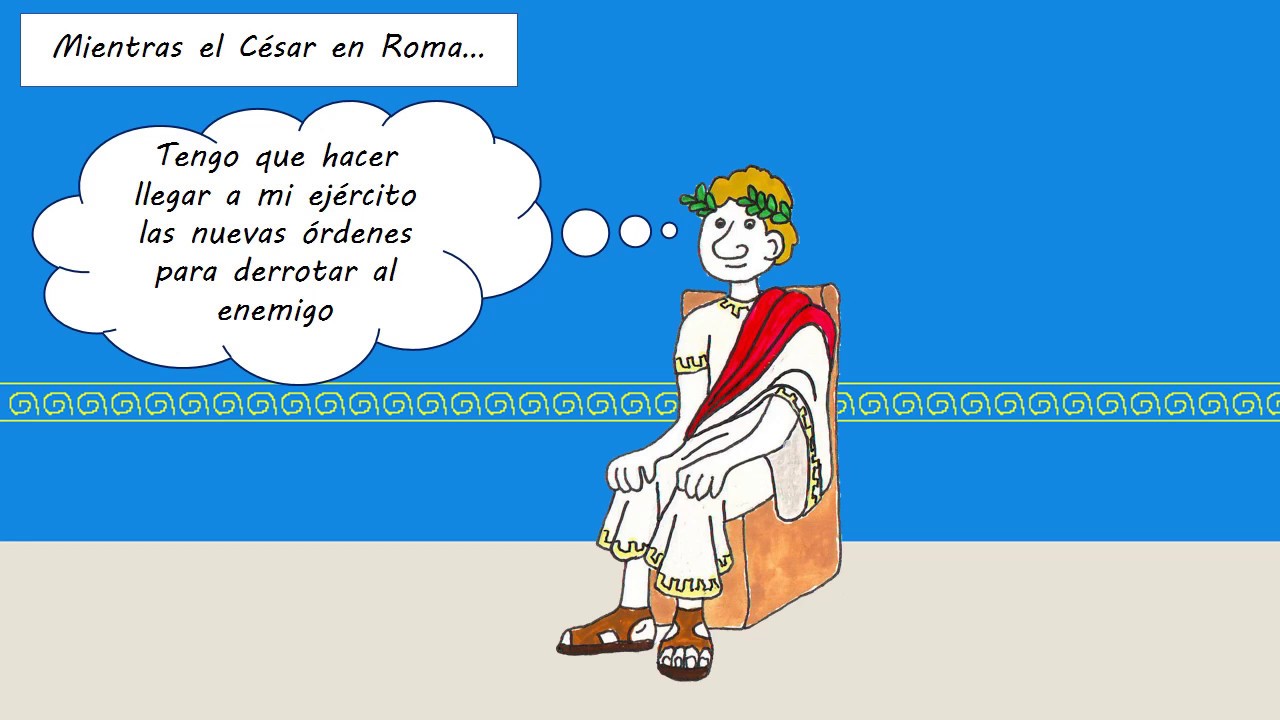 Mientras el César en Roma...
Tengo que hacer
llegar a mi ejército
las nuevas órdenes
para derrotar al
enemigo